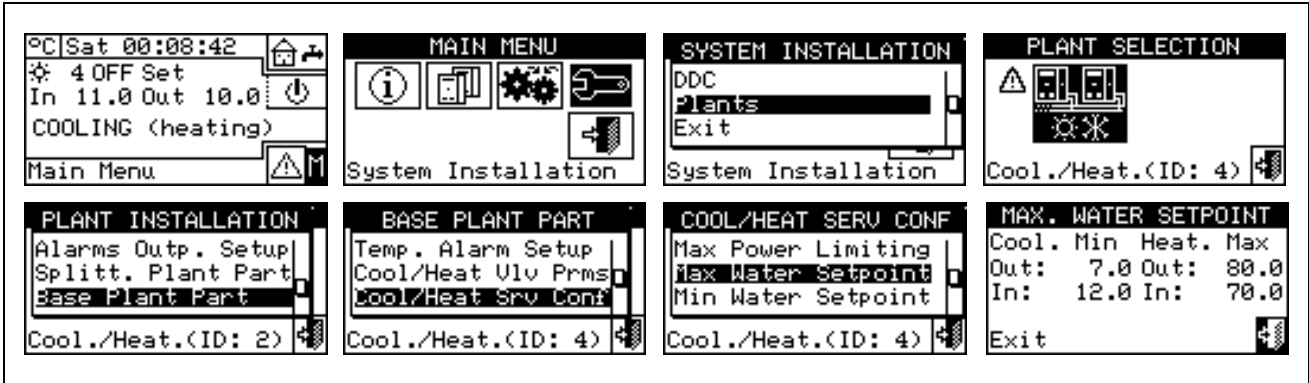 °C Sat 00:08:42
4 OFF Set
In 11.0 Out 10.0
COOLING (heating)
Main Menu M
MAIN MENU
System Installation
SYSTEM INSTALLATION
DDC
Plants
Exit
System Installation
PLANT SELECTION
Cool./Heat.(ID: 4)
PLANT INSTALLATION
Alarms Outp. Setup
Splitt. Plant Part
Base Plant Part
Cool./Heat.(ID: 2)
BASE PLANT PART
Temp. Alarm Setup
Cool/Heat Vlv Prms
Cool/Heat Srv Conf
Cool./Heat.(ID: 4)
COOL/HEAT SERV CONF
Max Power Limiting
Max Water Setpoint
Min Water Setpoint
Cool./Heat.(ID: 4)
MAX. WATER SETPOINT
Cool. Min Heat. Max
Out: 7.0 Out: 80.0
In: 12.0 In: 70.0
Exit